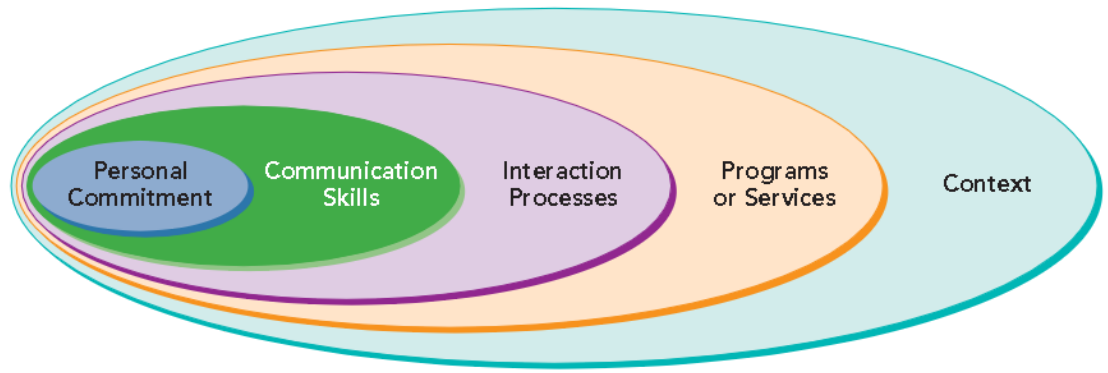 Personal
Commitment
Communication
Skills
Interaction
Processes
Programs
or Services
Context